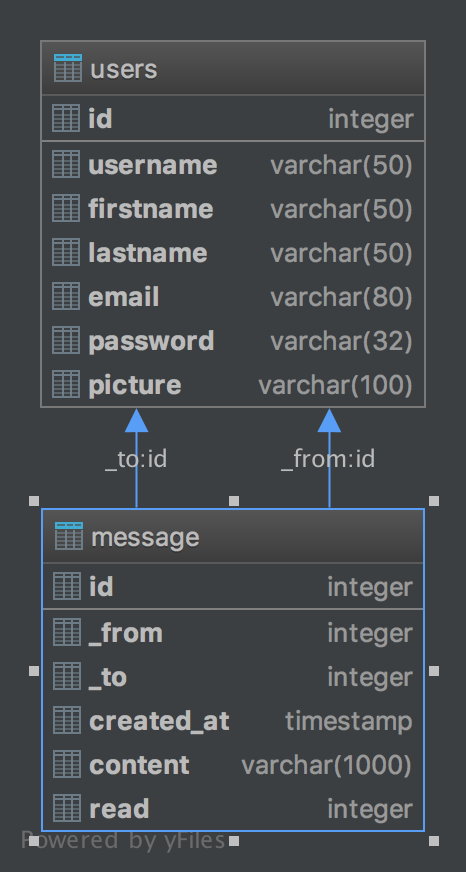 users
id integer
username varchar(50)
firstname varchar(50)
lastname varchar(50)
email varchar(80)
password varchar(32)
picture varchar(100)
_to:id _from:id
message
id integer
_from integer
_to integer
created_at timestamp
content varchar(1000)
read integer
Powered by yFiles